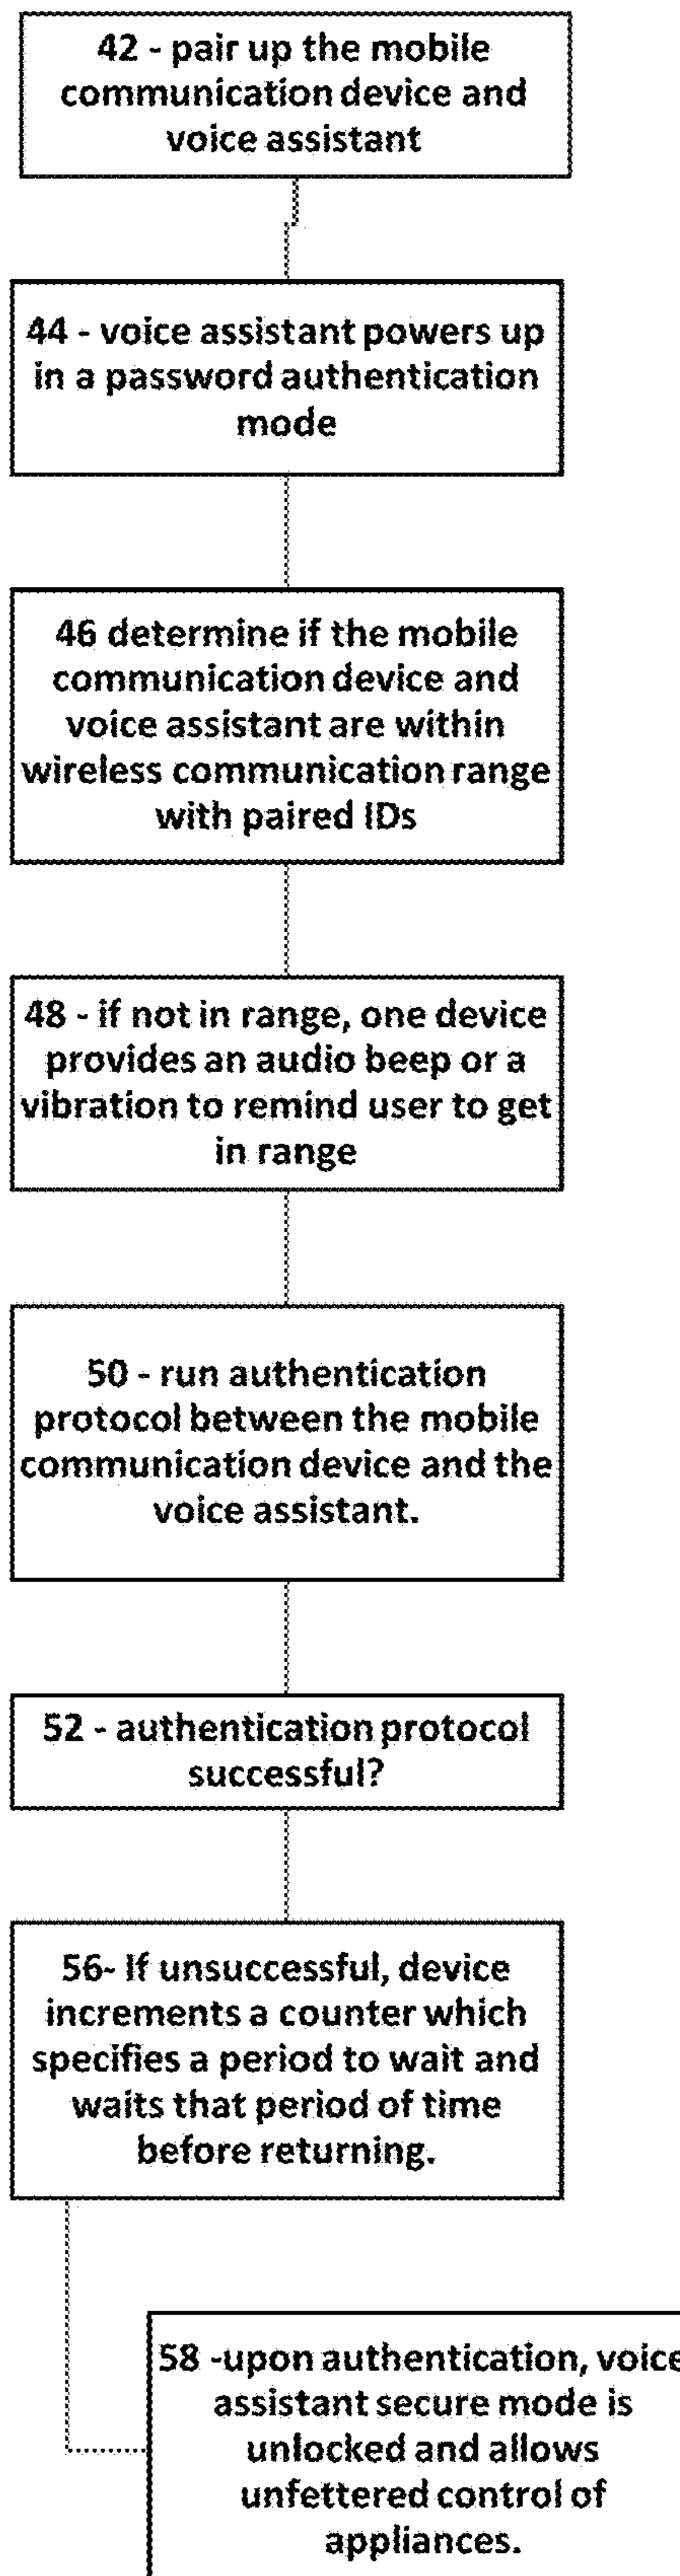 42 - pair up the mobile
communication device and
voice assistant
44 - voice assistant powers up
in a password authentication
mode
46 determine if the mobile
communication device and
voice assistant are within
wireless communication range
with paired IDs
48 - if not in range, one device
provides an audio beep or a
vibration to remind user to get
in range
50 - run authentication
protocol between the mobile
communication device and the
voice assistant.
52 - authentication protocol
successful?
56- If unsuccessful, device
increments a counter which
specifies a period to wait and
waits that period of time
before returning.
58 -upon authentication, voice
assistant secure mode is
unlocked and allows
unfettered control of
appliances.